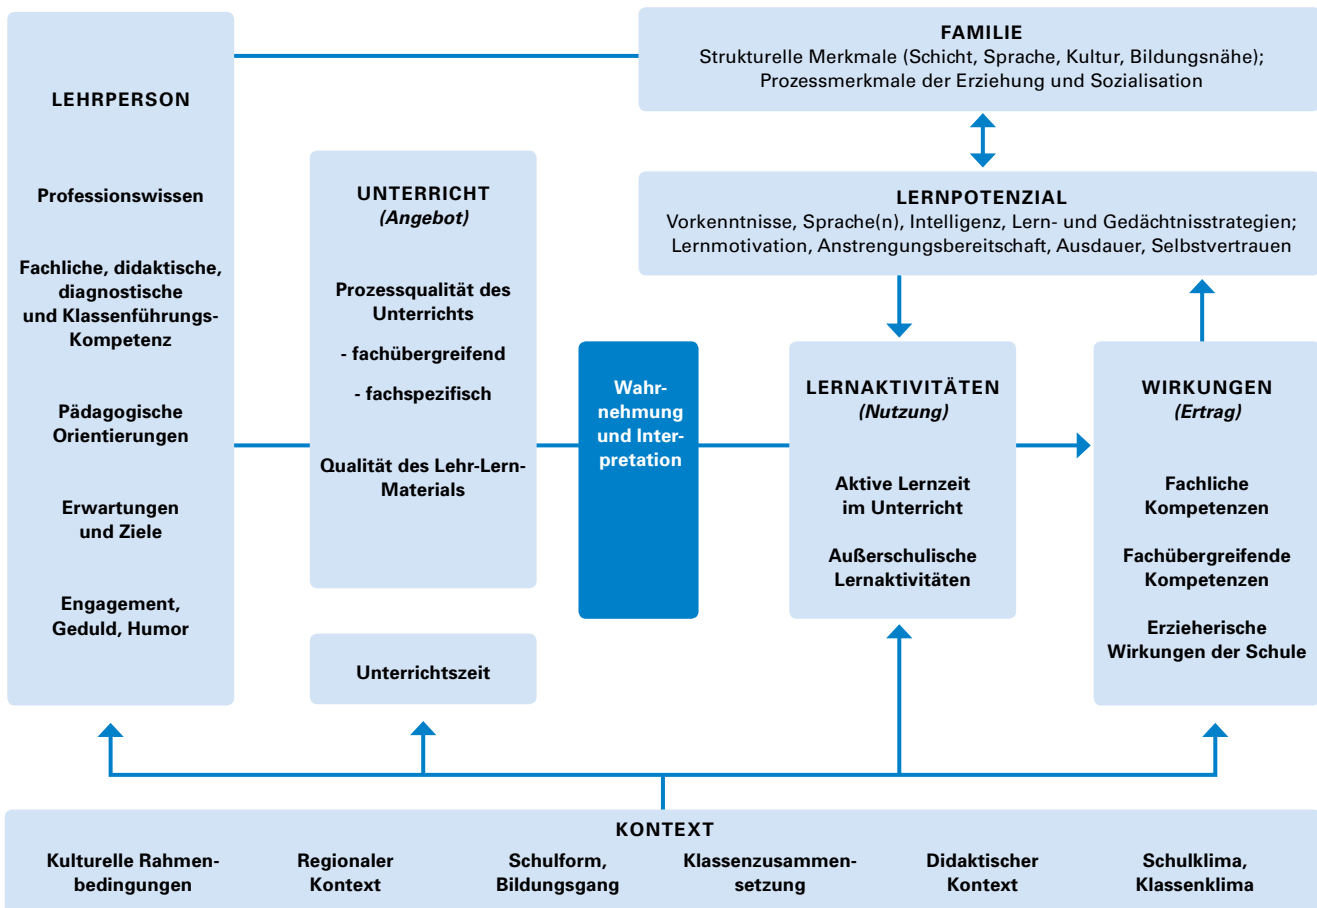 LEHRPERSON
Professionswissen
Fachliche, didaktische,
diagnostische
und Klassenführungs-
Kompetenz
Pädagogische
Orientierungen
Erwartungen
und Ziele
Engagement,
Geduld, Humor
UNTERRICHT
(Angebot)
Prozessqualität des
Unterrichts
- fachübergreifend
- fachspezifisch
Qualität des Lehr-Lern-
Materials
Unterrichtszeit
Wahr-
nehmung
und Inter-
pretation
FAMILIE
Strukturelle Merkmale (Schicht, Sprache, Kultur, Bildungsnähe);
Prozessmerkmale der Erziehung und Sozialisation
LERNPOTENZIAL
Vorkenntnisse, Sprache(n), Intelligenz, Lern- und Gedächtnisstrategien;
Lernmotivation, Anstrengungsbereitschaft, Ausdauer, Selbstvertrauen
LERNAKTIVITÄTEN
(Nutzung)
Aktive Lernzeit
im Unterricht
Außerschulische
Lernaktivitäten
WIRKUNGEN
(Ertrag)
Fachliche
Kompetenzen
Fachübergreifende
Kompetenzen
Erzieherische
Wirkungen der Schule
KONTEXT
Kulturelle Rahmen-
bedingungen
Regionaler
Kontext
Schulform,
Bildungsgang
Klassenzusammen-
setzung
Didaktischer
Kontext
Schulklima,
Klassenklima